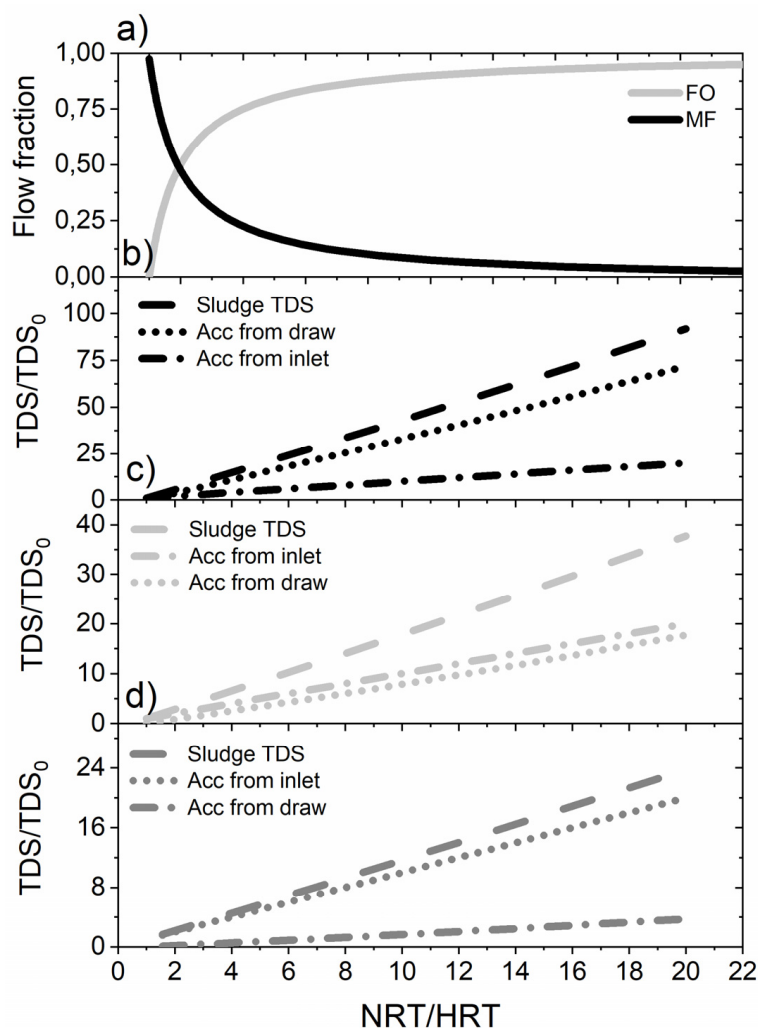 a)
1,00
0,75
0,50
0,25
0,00
Flow fraction
FO
MF
b)
100
75
50
25
0
TDS/TDS₀
Sludge TDS
Acc from draw
Acc from inlet
c)
40
30
20
10
0
TDS/TDS₀
Sludge TDS
Acc from inlet
Acc from draw
d)
24
16
8
0
TDS/TDS₀
Sludge TDS
Acc from inlet
Acc from draw
0 2 4 6 8 10 12 14 16 18 20 22
NRT/HRT